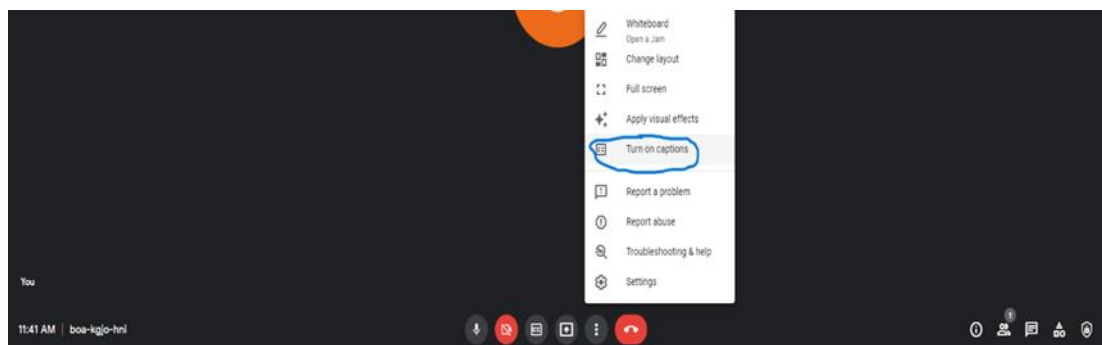 Whiteboard
Open a Jam
Change layout
Full screen
Apply visual effects
Turn on captions
Report a problem
Report abuse
Troubleshooting & help
Settings
You
11:41 AM | boa-kgjo-hni
1